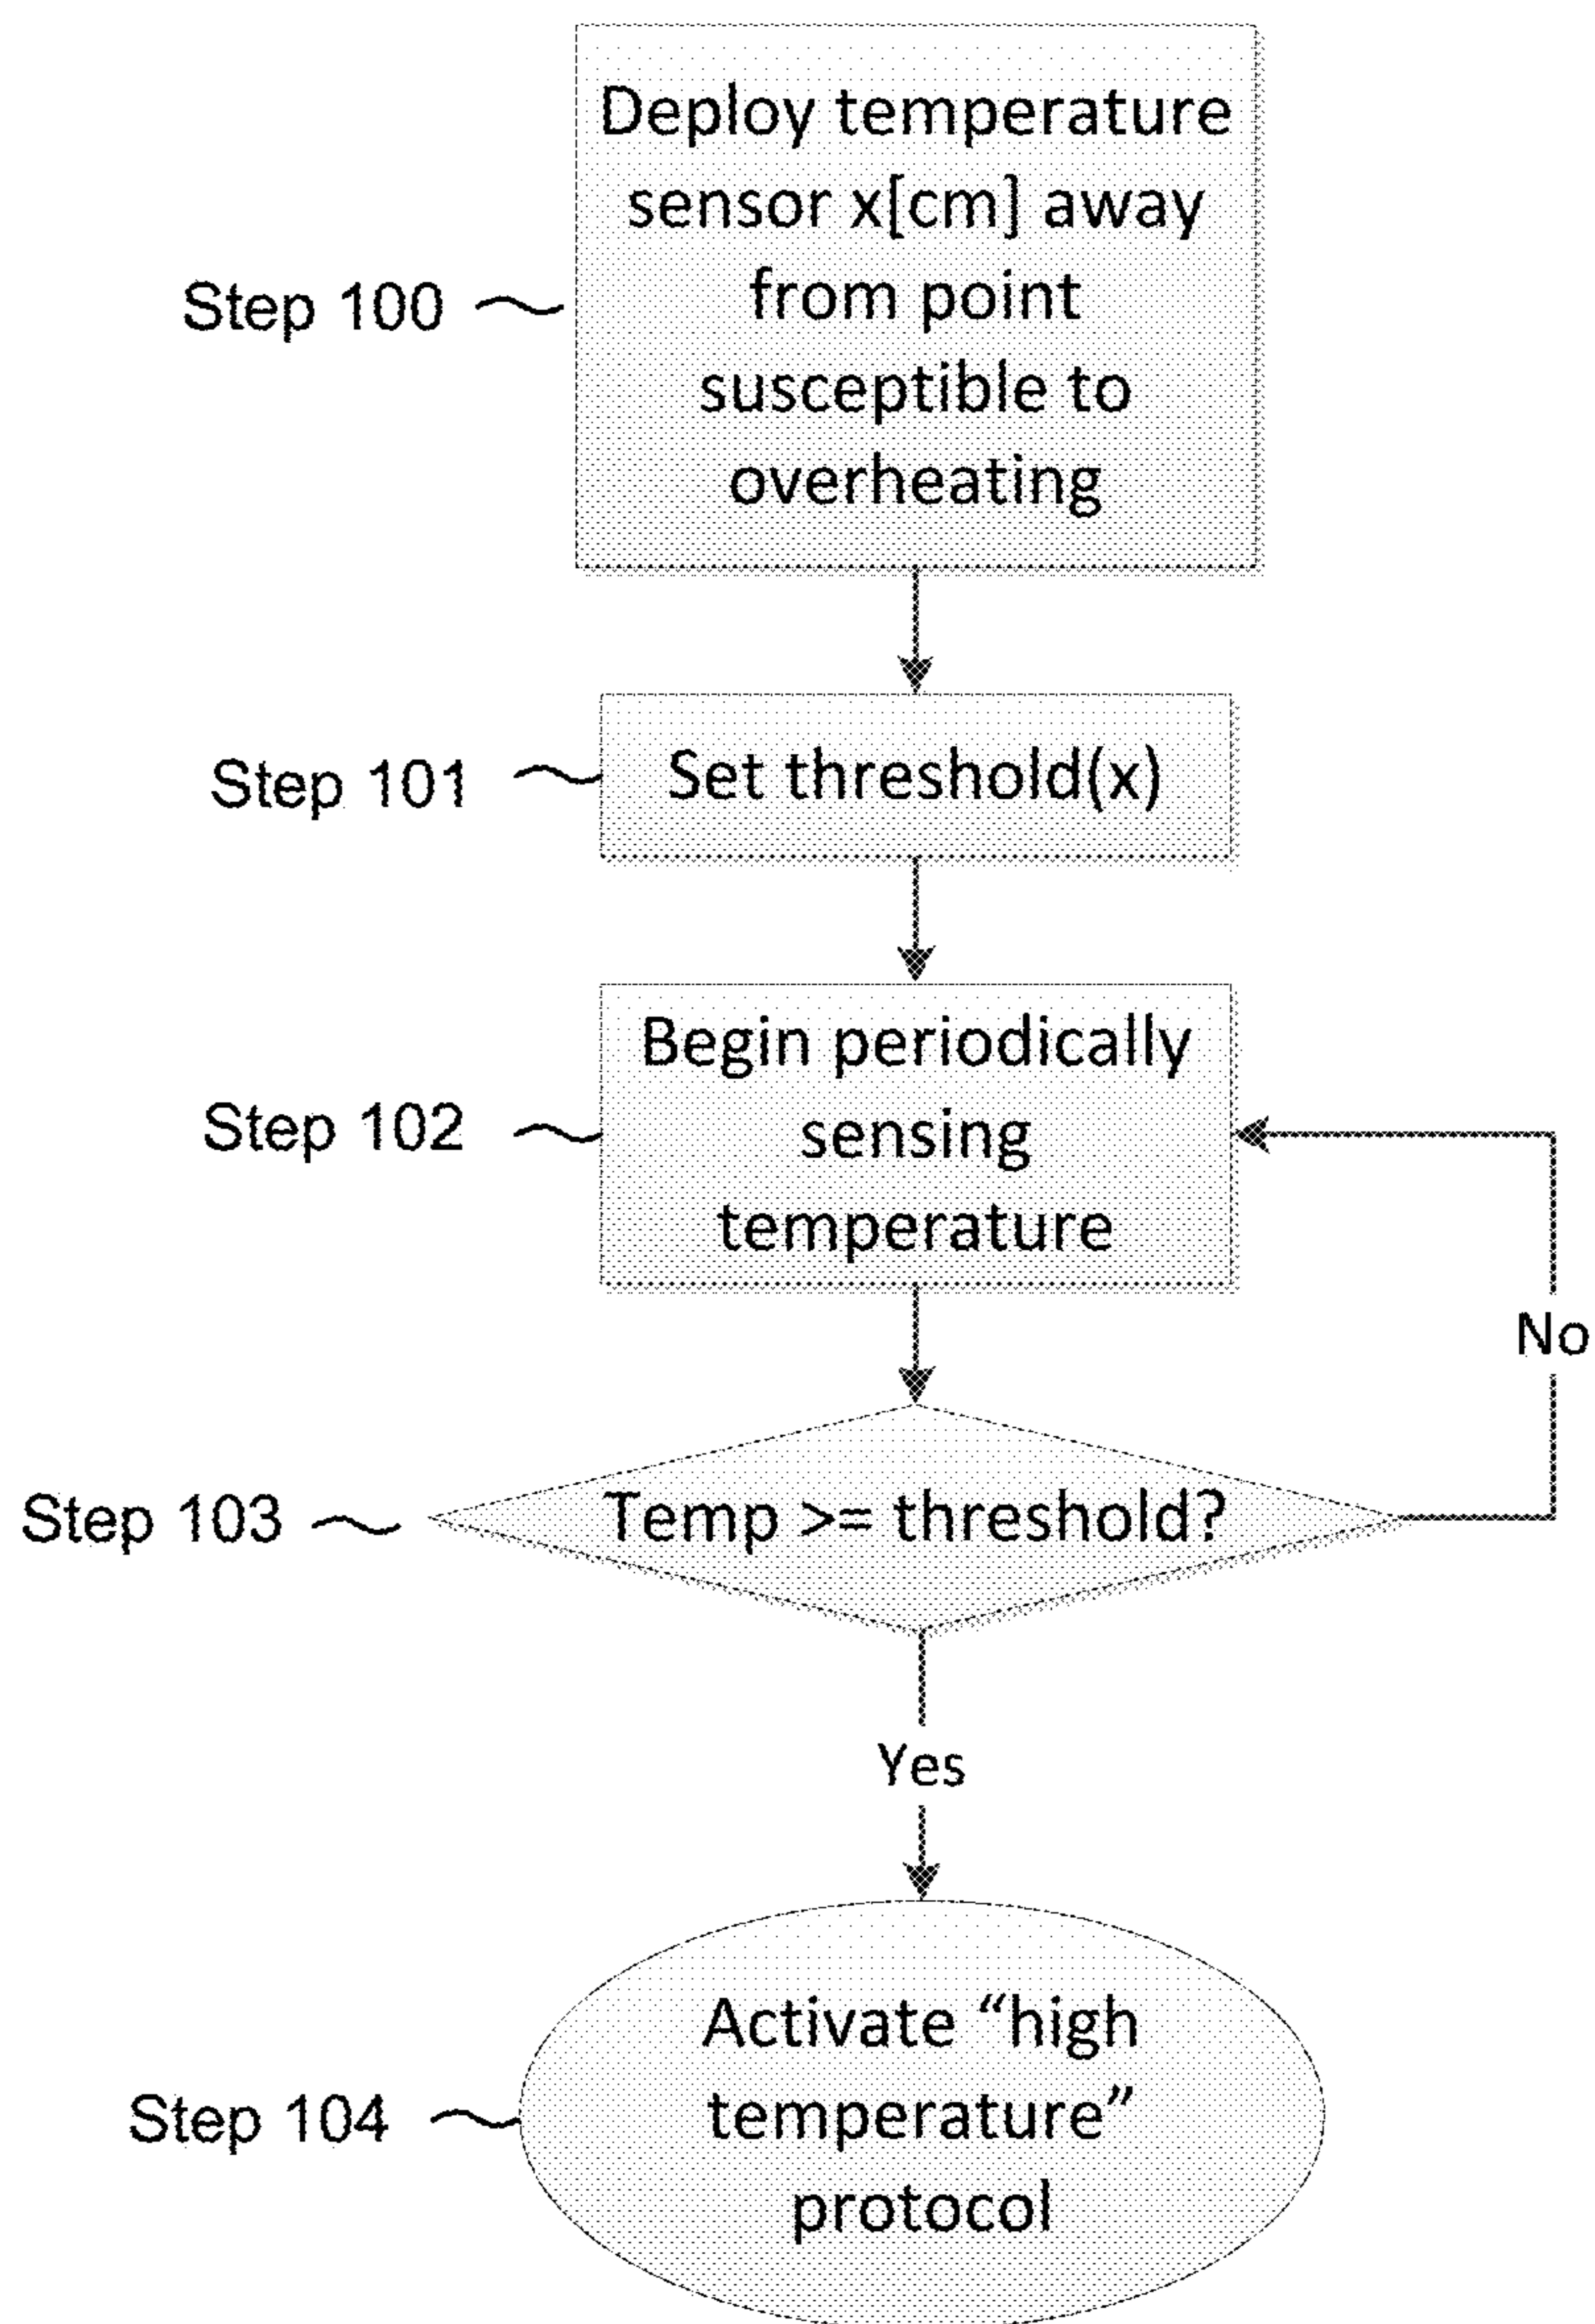 Deploy temperature
sensor x[cm] away
from point
susceptible to
overheating
Step 100
Set threshold(x)
Step 101
Begin periodically
sensing
temperature
Step 102
No
Temp >= threshold?
Step 103
Yes
Activate “high
temperature”
protocol
Step 104